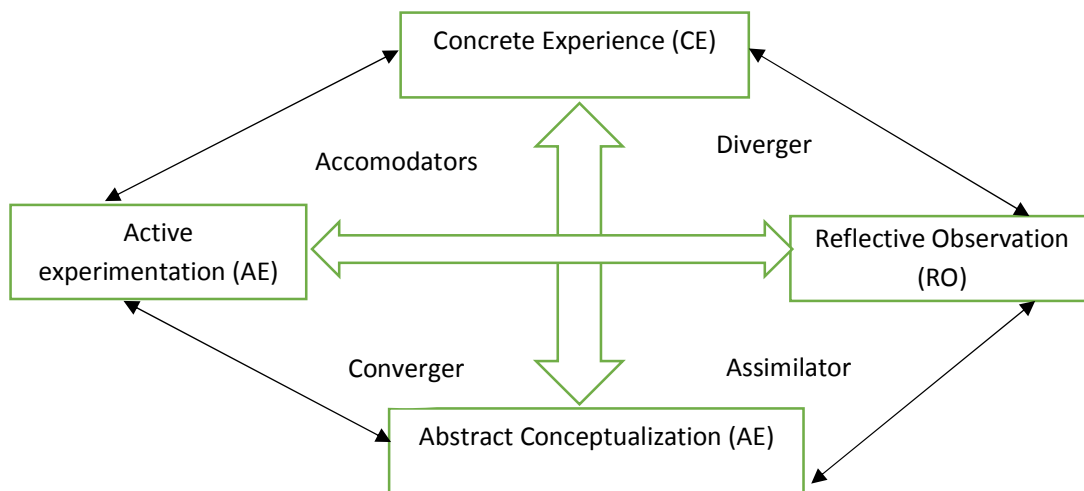 Concrete Experience (CE)
Diverger
Accomodators
Active
experimentation (AE)
Reflective Observation
(RO)
Converger
Assimilator
Abstract Conceptualization (AE)